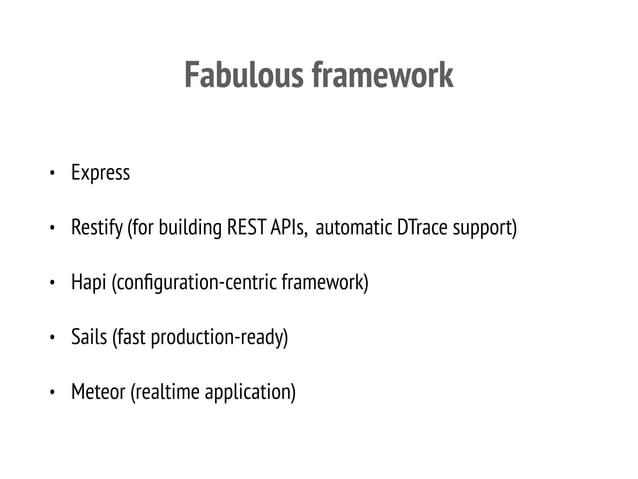 Fabulous framework
• Express
• Restify (for building REST APIs, automatic DTrace support)
• Hapi (configuration-centric framework)
• Sails (fast production-ready)
• Meteor (realtime application)